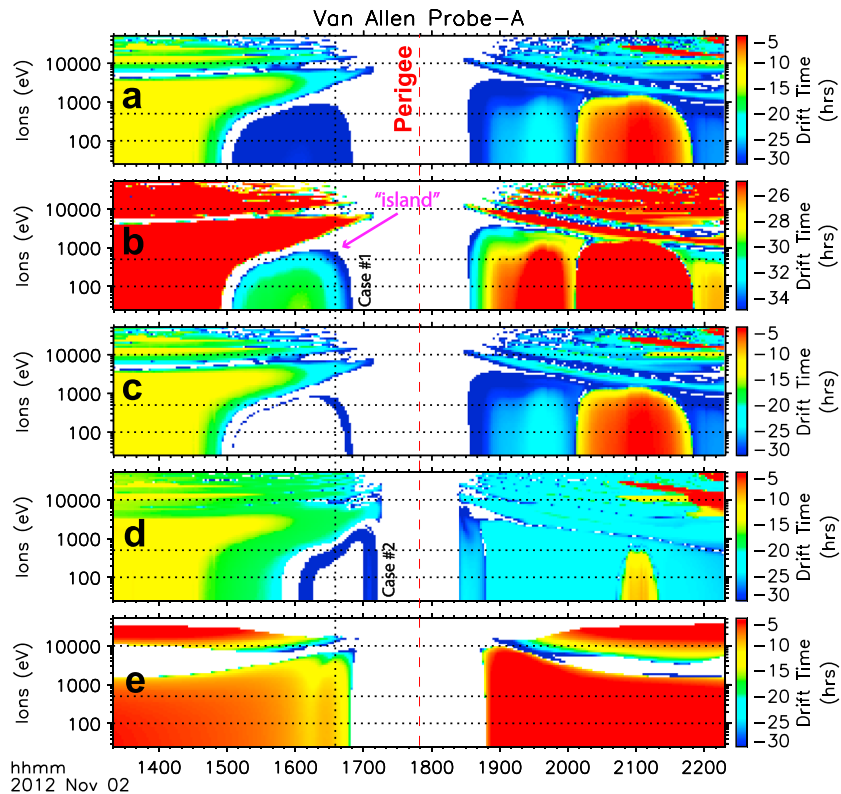 Van Allen Probe-A
Ions (eV)
10000
1000
100
a
Perigee
-5
-10
-15
-20
-25
-30
Drift Time
(hrs)
Ions (eV)
10000
1000
100
b
"island"
Case #1
-26
-28
-30
-32
-34
Drift Time
(hrs)
Ions (eV)
10000
1000
100
c
-5
-10
-15
-20
-25
-30
Drift Time
(hrs)
Ions (eV)
10000
1000
100
d
Case #2
-5
-10
-15
-20
-25
-30
Drift Time
(hrs)
Ions (eV)
10000
1000
100
e
-5
-10
-15
-20
-25
-30
Drift Time
(hrs)
hhmm 1400 1500 1600 1700 1800 1900 2000 2100 2200
2012 Nov 02